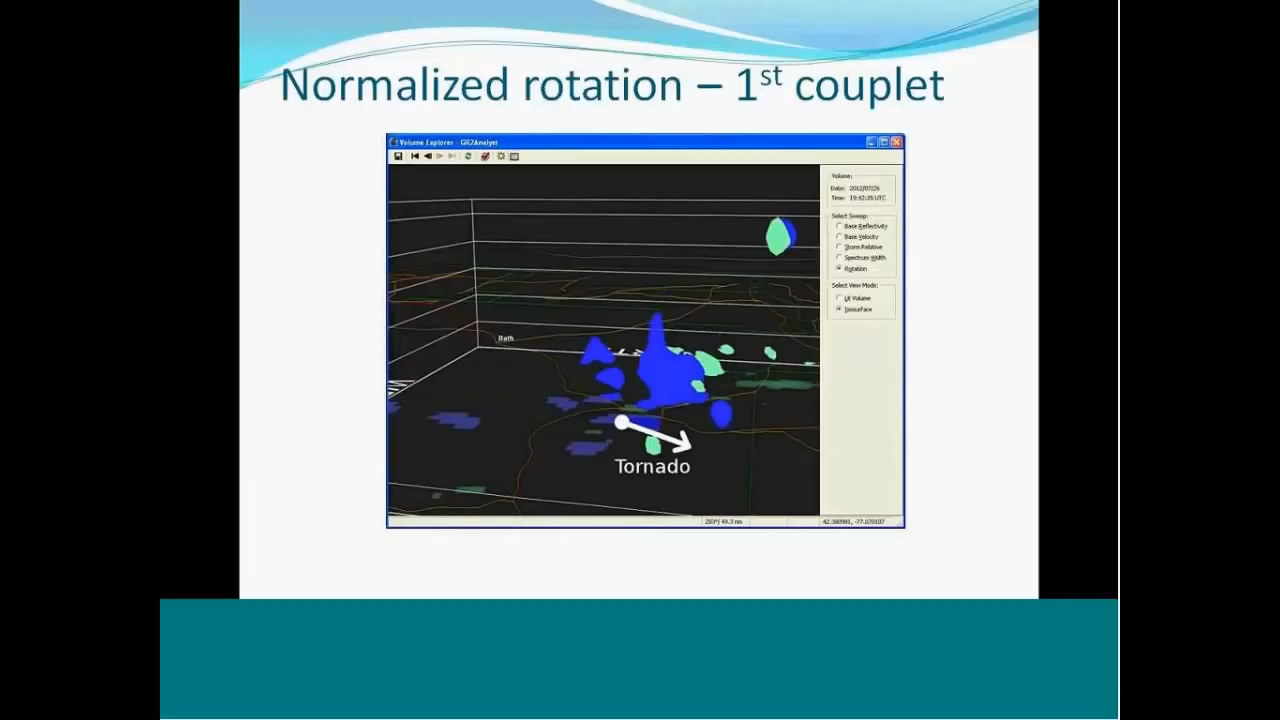 Normalized rotation – 1st couplet
Volume Explorer - GR2Analyst
Volume:
Date: 2012/07/26
Time: 19:42:26 UTC
Select Sweep:
Base Reflectivity
Base Velocity
Storm Relative
Spectrum Width
Rotation
Select View Mode:
Lit Volume
Isosurface
Bath
Tornado